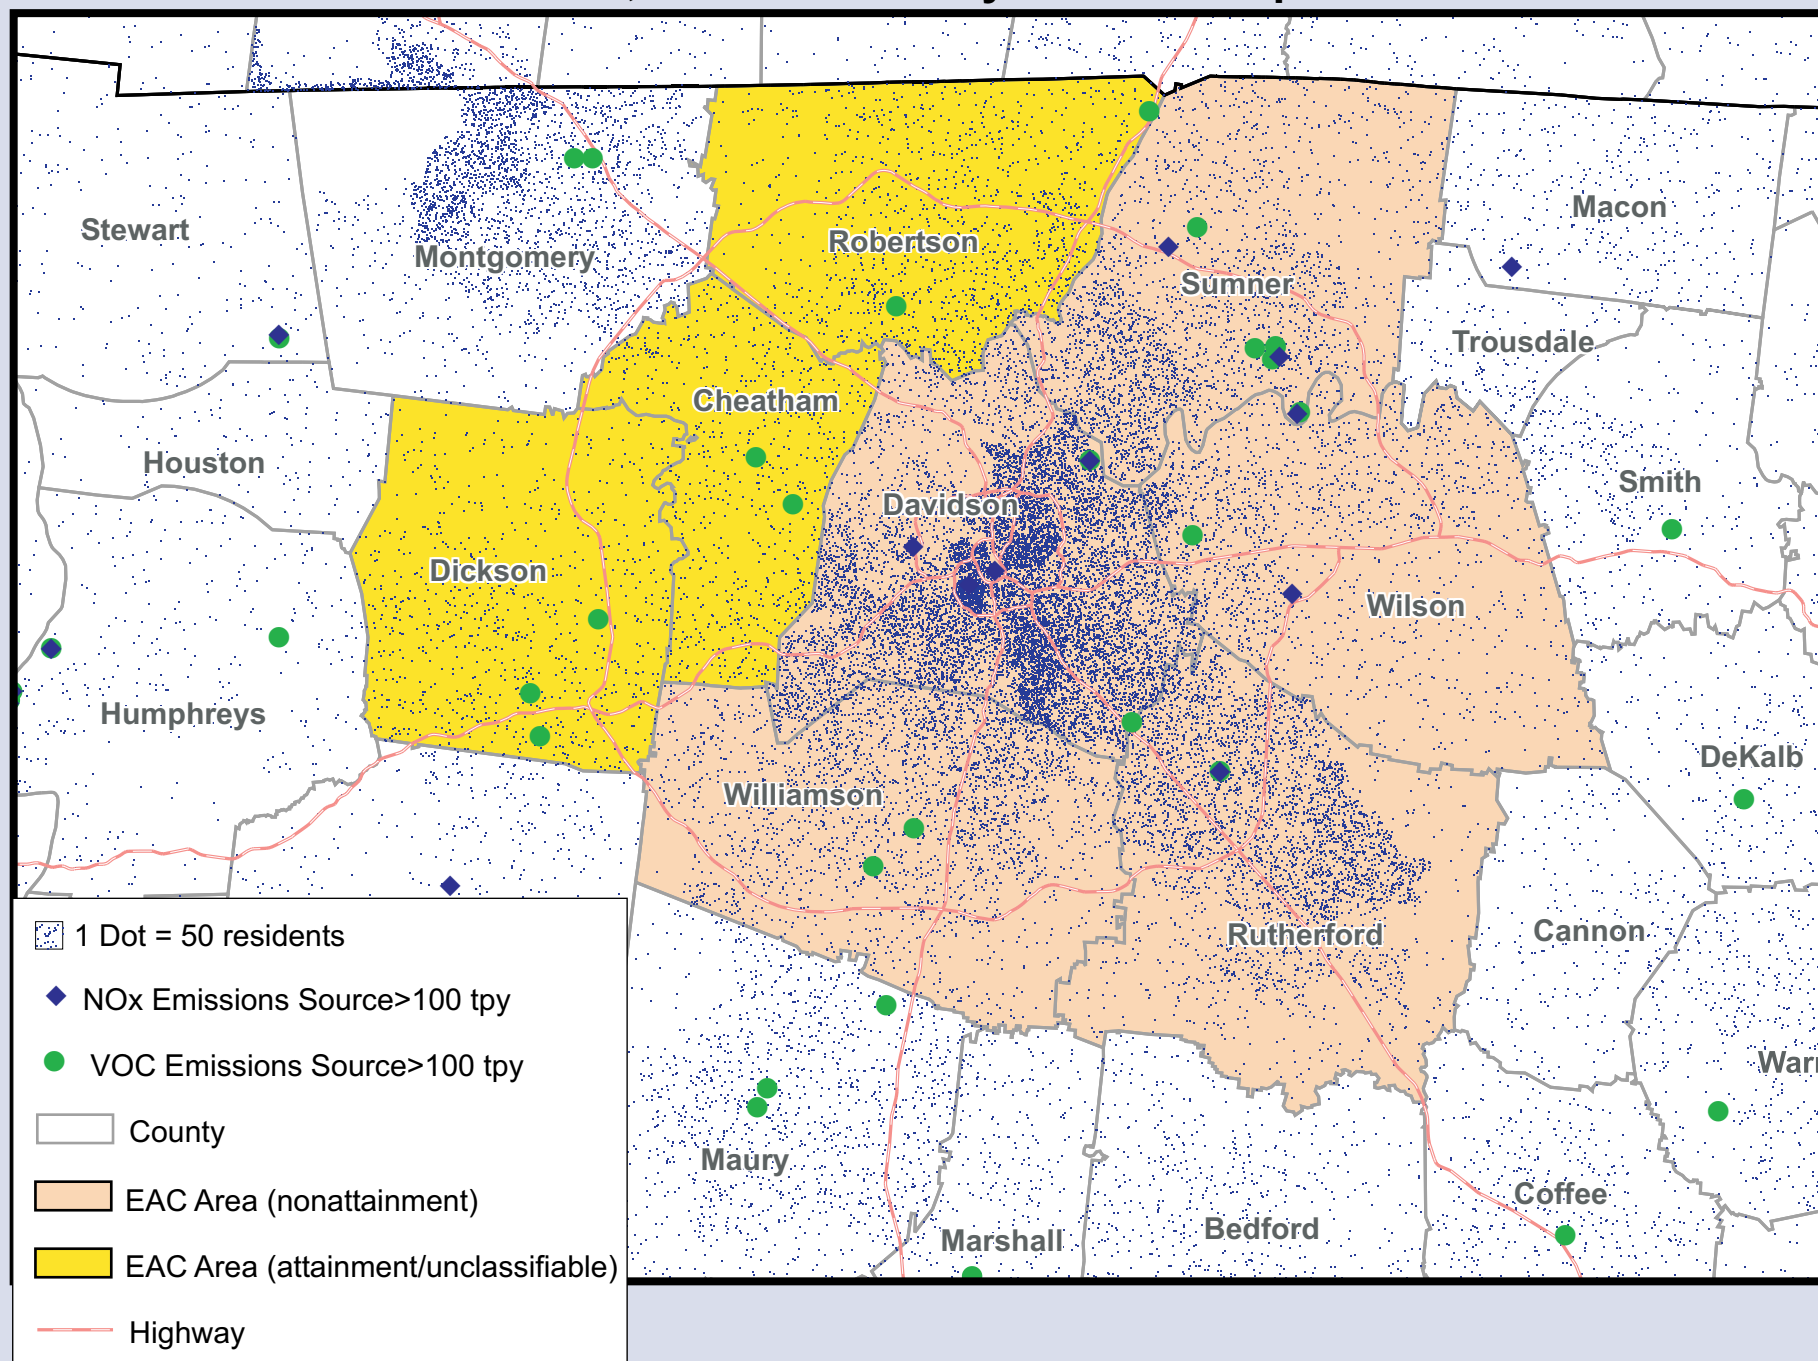 Stewart
Montgomery
Robertson
Sumner
Macon
Trousdale
Cheatham
Houston
Davidson
Smith
Dickson
Wilson
Humphreys
Williamson
DeKalb
Rutherford
Cannon
Maury
Marshall
Bedford
Coffee
1 Dot = 50 residents
NOx Emissions Source>100 tpy
VOC Emissions Source>100 tpy
County
EAC Area (nonattainment)
EAC Area (attainment/unclassifiable)
Highway